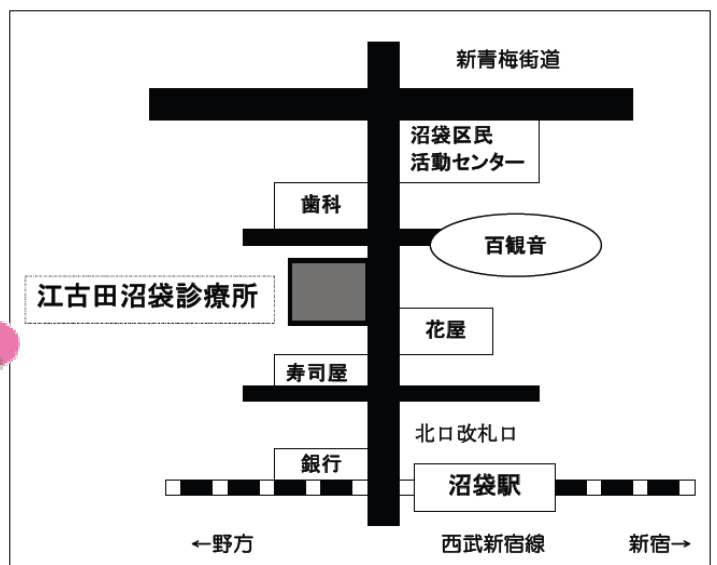 新青梅街道
沼袋区民
活動センター
歯科
百観音
江古田沼袋診療所
花屋
寿司屋
北口改札口
銀行
沼袋駅
←野方
西武新宿線
新宿→